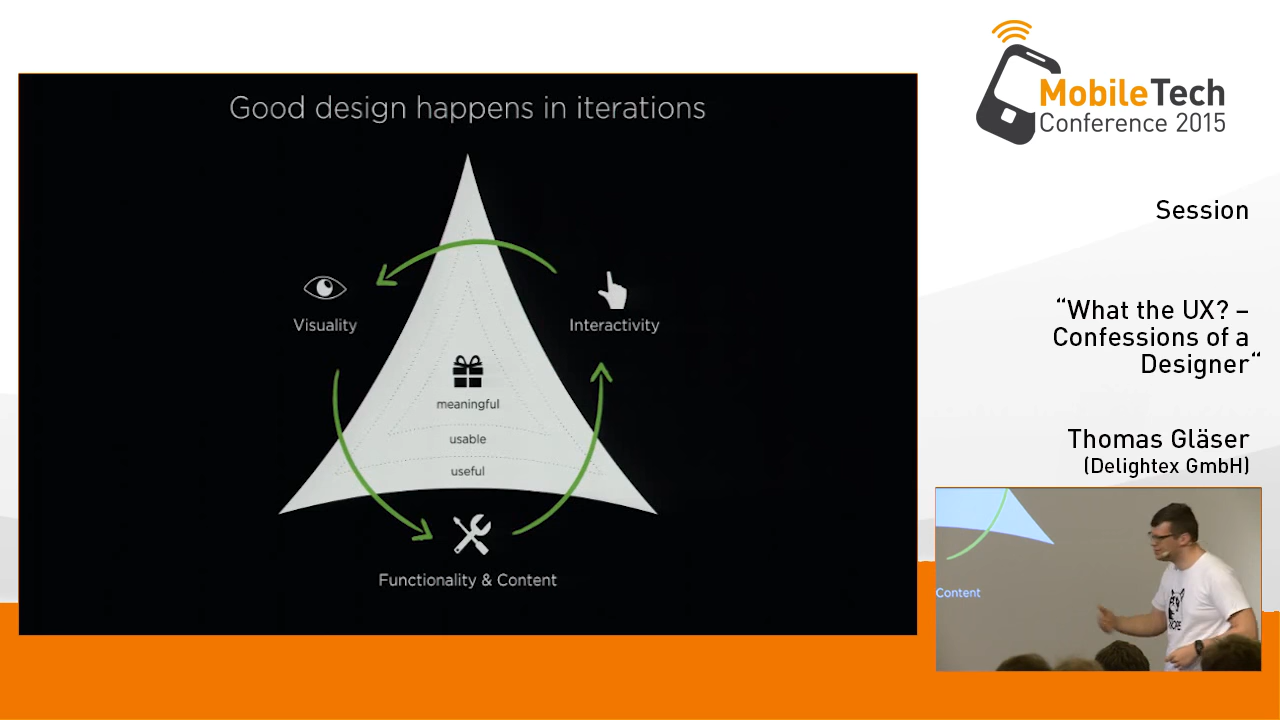 Good design happens in iterations
Visuality
Interactivity
meaningful
usable
useful
Functionality & Content
MobileTech
Conference 2015
Session
“What the UX? –
Confessions of a
Designer“
Thomas Gläser
(Delightex GmbH)
Content